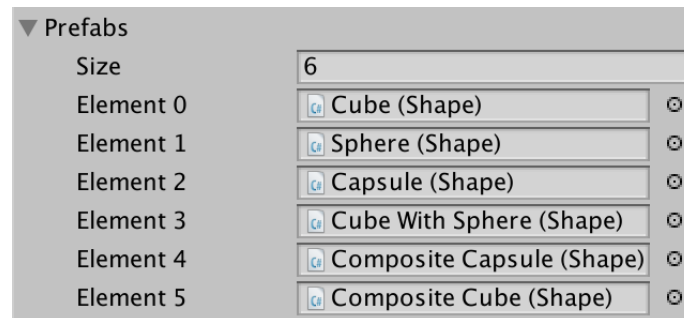 Prefabs
Size 6
Element 0 Cube (Shape)
Element 1 Sphere (Shape)
Element 2 Capsule (Shape)
Element 3 Cube With Sphere (Shape)
Element 4 Composite Capsule (Shape)
Element 5 Composite Cube (Shape)